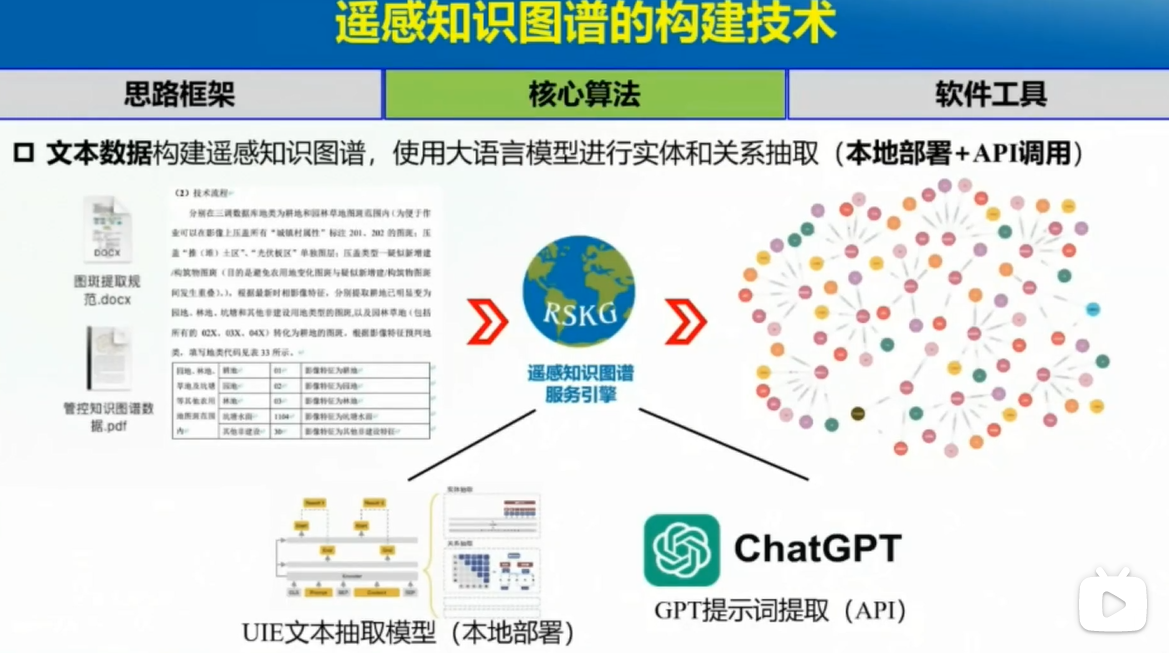 遥感知识图谱的构建技术
思路框架
核心算法
软件工具
文本数据构建遥感知识图谱，使用大语言模型进行实体和关系抽取（本地部署+API调用）
DOCX
图斑提取规
范.docx
管控知识图谱数
据.pdf
（2）技术流程
分别在三调数据库地类为耕地和园林草地图斑范围内（为便于作
业可以在影像上压盖所有“城镇村属性”标注 201、202 的图斑；压
盖“推（堆）土区”、“光伏板区”单独图层；压盖类型一疑似新增建
/构筑物图斑（目的是避免农用地变化图斑与疑似新增建/构筑物图斑
间发生重叠）。），根据最新时相影像特征，分别提取耕地已明显变为
园地、林地、坑塘和其他非建设用地类型的图斑，以及园林草地（包括
所有的 02X、03X、04X）转化为耕地的图斑。根据影像特征预判地
类，填写地类代码见表 33 所示。
园地、林地、 耕地 01 影像特征为耕地
草地及坑塘 园地 02 影像特征为园地
等其他农用 林地 03 影像特征为林地
地图斑范围 坑塘水面 1104 影像特征为坑塘水面
内 其他非建设 30 影像特征为其他非建设特征
RSKG
遥感知识图谱
服务引擎
实体抽取
关系抽取
Encoder
UIE文本抽取模型（本地部署）
ChatGPT
GPT提示词提取（API）